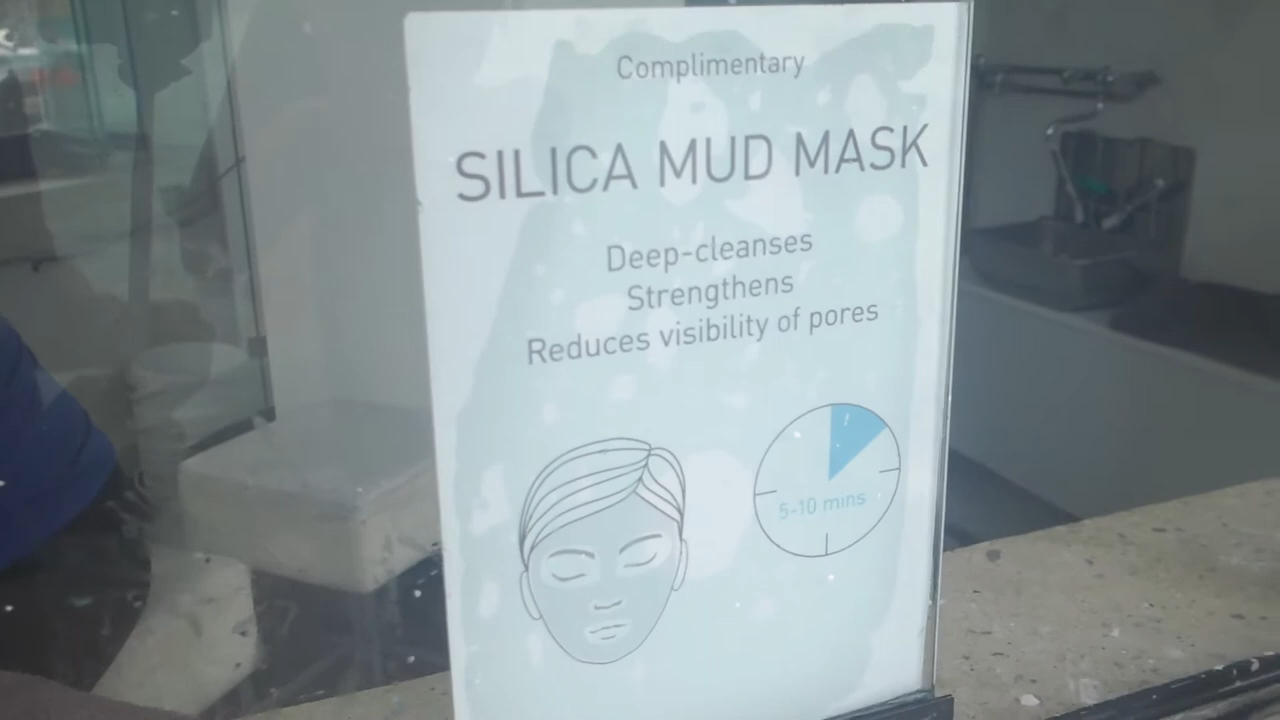 Complimentary
SILICA MUD MASK
Deep-cleanses
Strengthens
Reduces visibility of pores
5-10 mins